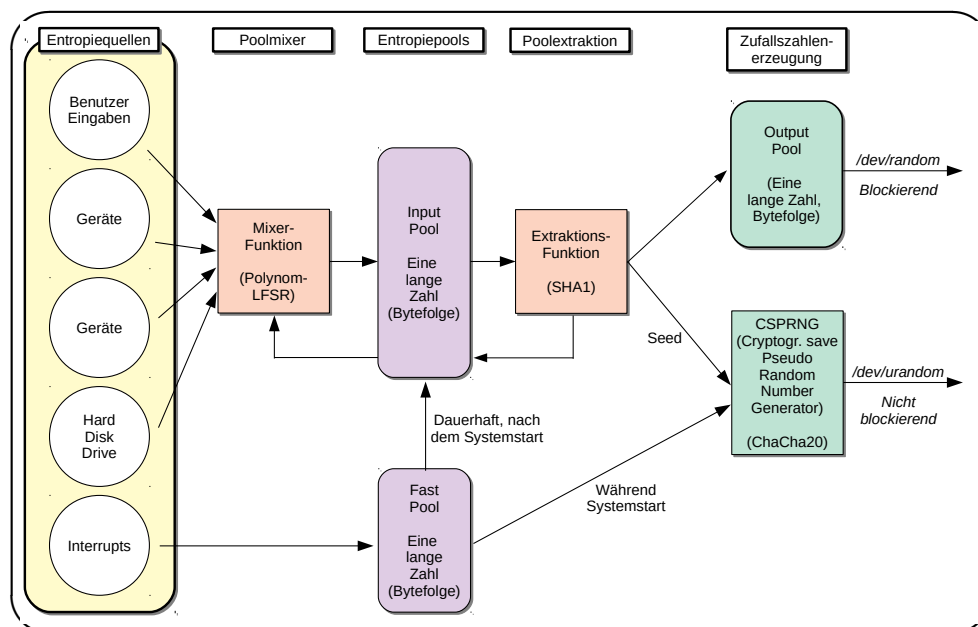 Entropiequellen
Poolmixer
Entropiepools
Poolextraktion
Zufallszahlen-
erzeugung
Benutzer
Eingaben
Geräte
Geräte
Hard
Disk
Drive
Interrupts
Mixer-
Funktion
(Polynom-
LFSR)
Input
Pool
Eine
lange
Zahl
(Bytefolge)
Dauerhaft, nach
dem Systemstart
Fast
Pool
Eine
lange
Zahl
(Bytefolge)
Extraktions-
Funktion
(SHA1)
Seed
Während
Systemstart
Output
Pool
(Eine
lange Zahl,
Bytefolge)
/dev/random
Blockierend
CSPRNG
(Cryptogr. save
Pseudo
Random
Number
Generator)
(ChaCha20)
/dev/urandom
Nicht
blockierend